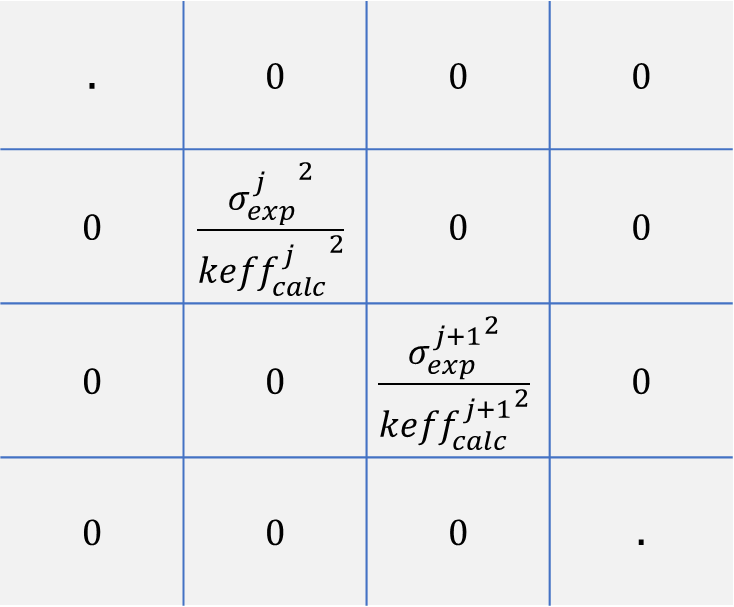 . 0 0 0
0 σ_exp^j ^2 / keff_calc^j ^2 0 0
0 0 σ_exp^j+1 ^2 / keff_calc^j+1 ^2 0
0 0 0 .